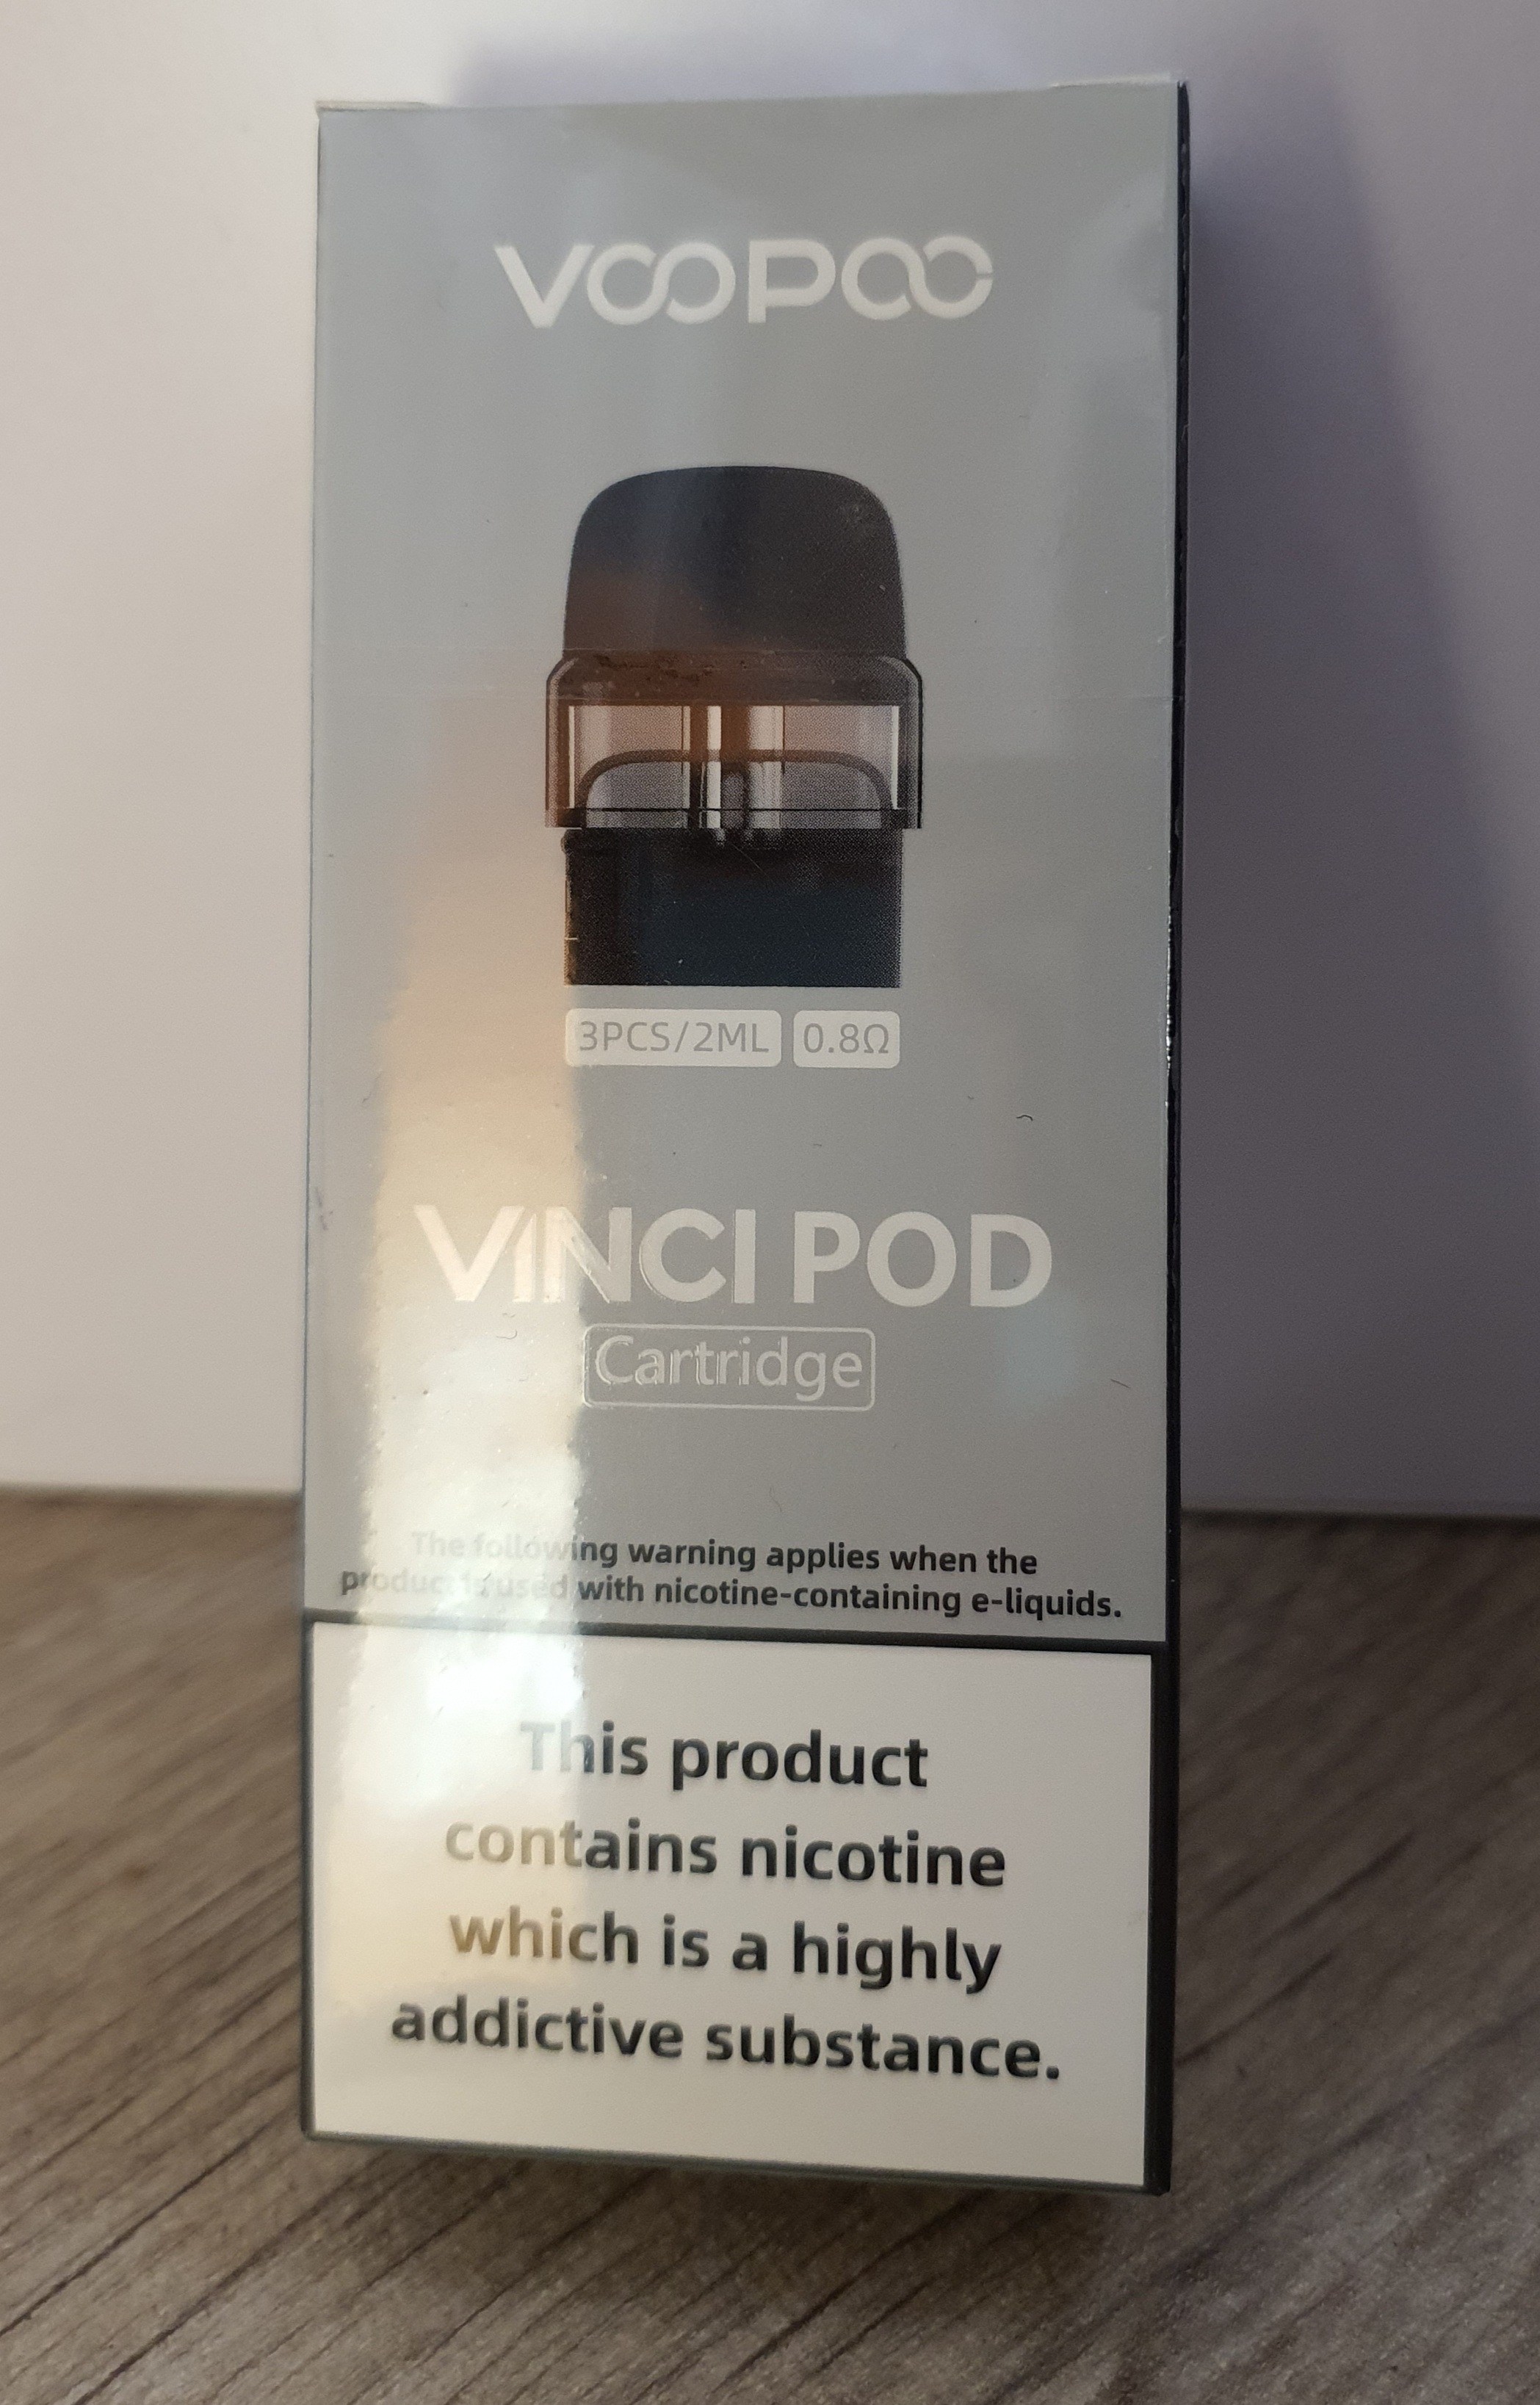 VOOPOO
3PCS/2ML 0.8Ω
VINCI POD
Cartridge
The following warning applies when the
product is used with nicotine-containing e-liquids.
This product
contains nicotine
which is a highly
addictive substance.